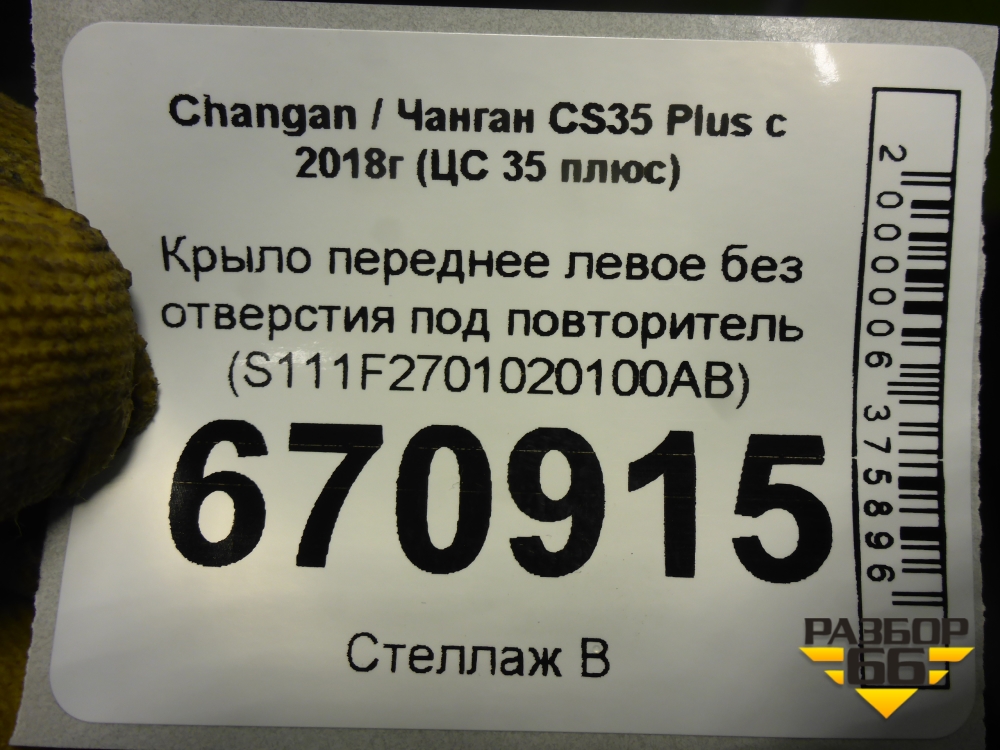 Changan / Чанган CS35 Plus с
2018г (ЦС 35 плюс)
Крыло переднее левое без
отверстия под повторитель
(S111F2701020100AB)
670915
Стеллаж В
2000006375896
РАЗБОР
66